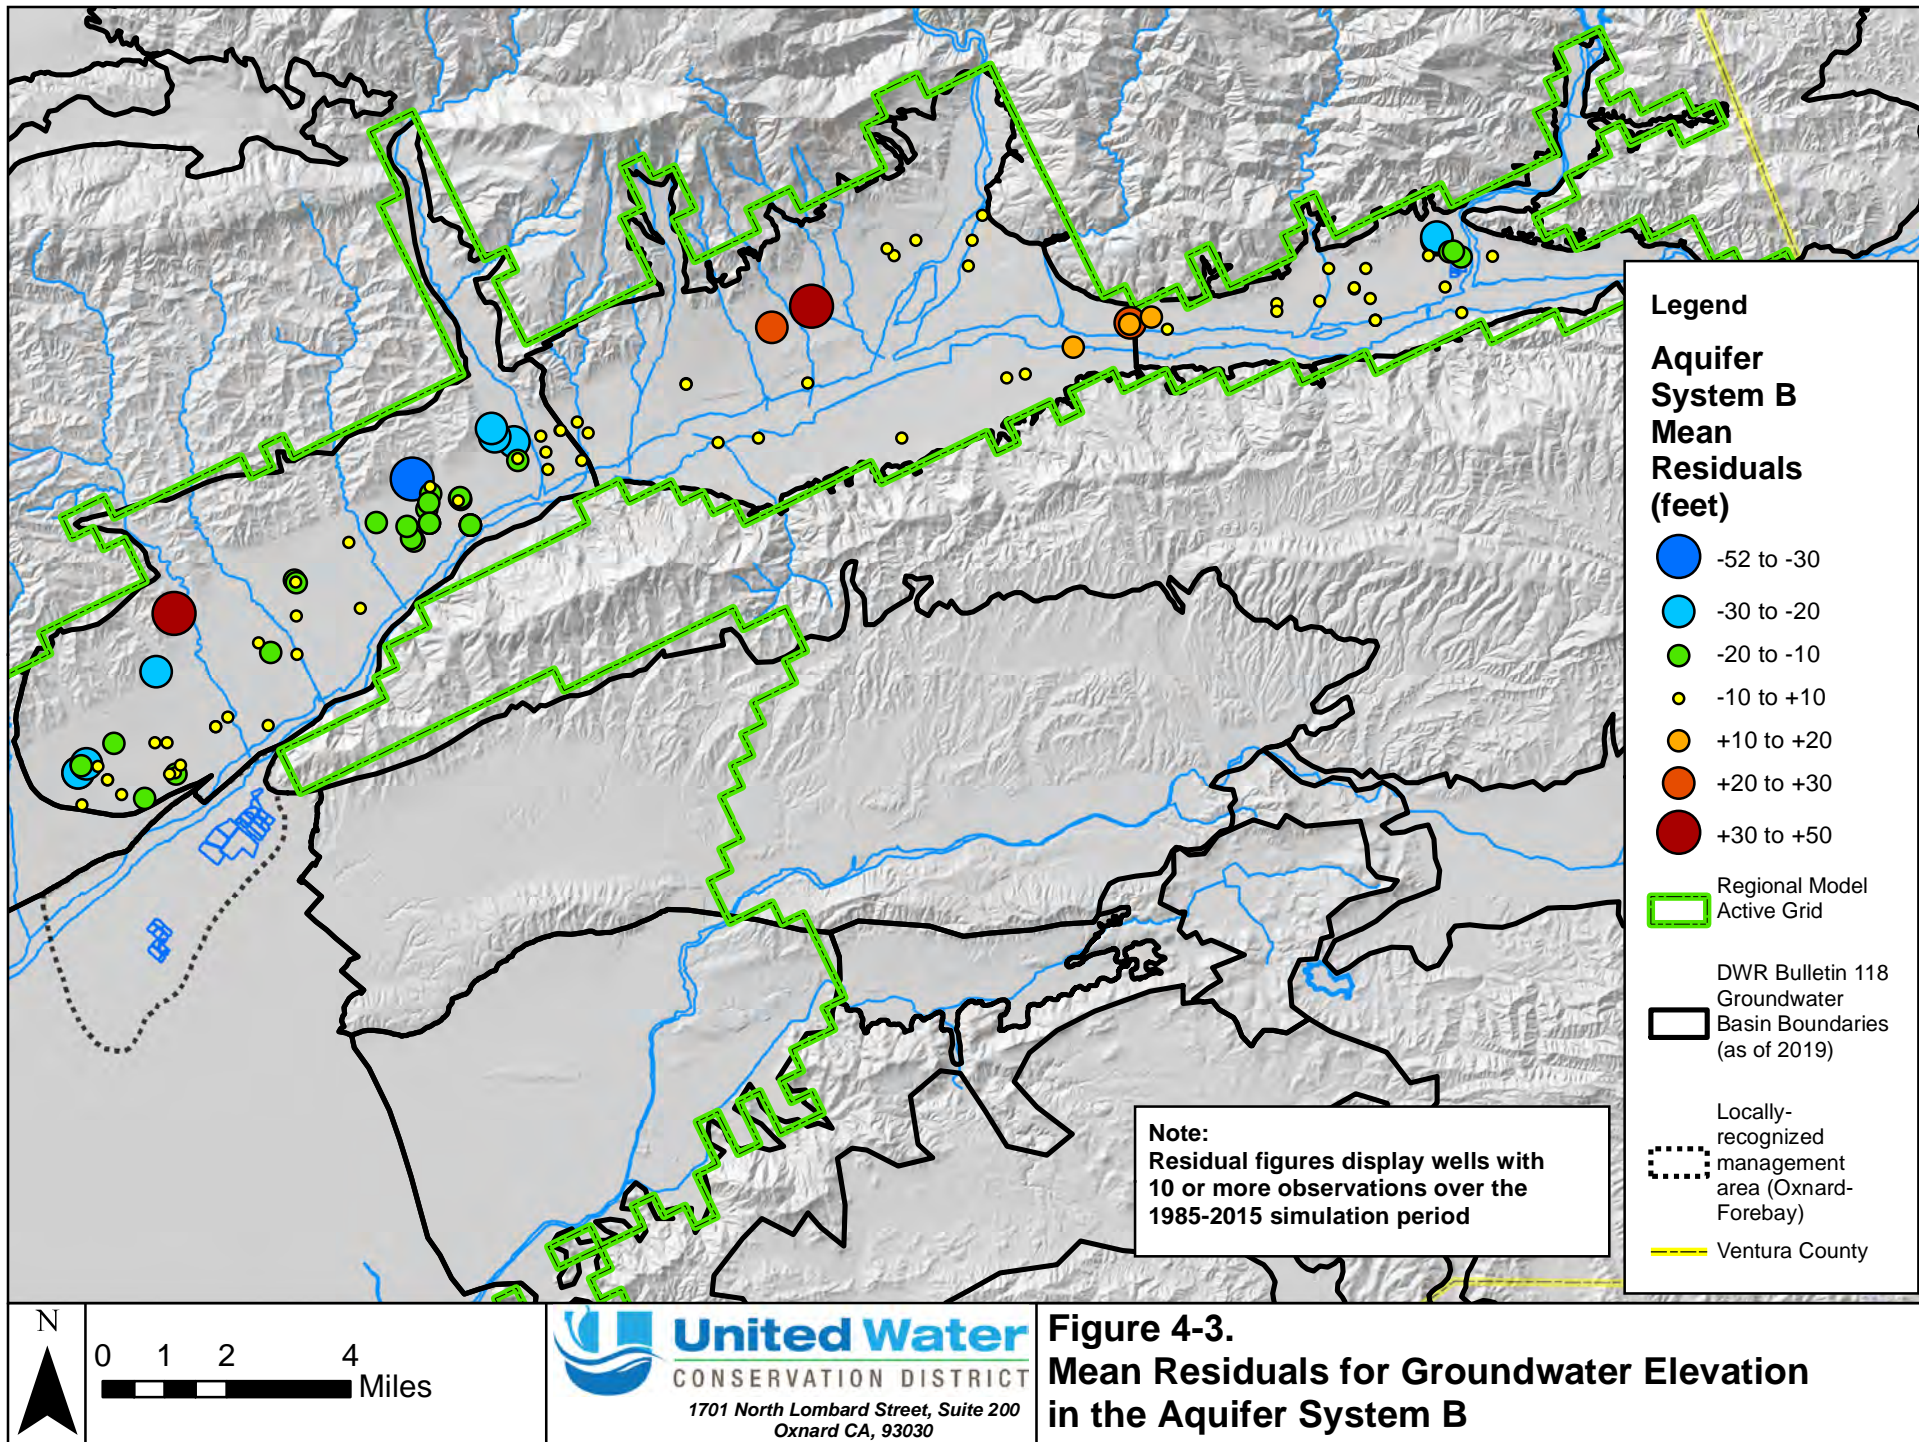 Legend
Aquifer
System B
Mean
Residuals
(feet)
-52 to -30
-30 to -20
-20 to -10
-10 to +10
+10 to +20
+20 to +30
+30 to +50
Regional Model
Active Grid
DWR Bulletin 118
Groundwater
Basin Boundaries
(as of 2019)
Locally-
recognized
management
area (Oxnard-
Forebay)
Ventura County
Note:
Residual figures display wells with
10 or more observations over the
1985-2015 simulation period
N
0 1 2 4
Miles
United Water
CONSERVATION DISTRICT
1701 North Lombard Street, Suite 200
Oxnard CA, 93030
Figure 4-3.
Mean Residuals for Groundwater Elevation
in the Aquifer System B